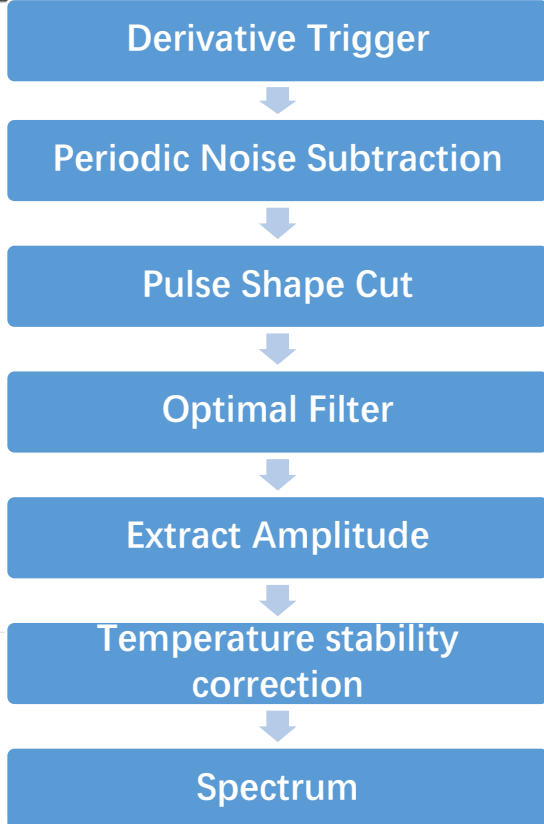 Derivative Trigger
Periodic Noise Subtraction
Pulse Shape Cut
Optimal Filter
Extract Amplitude
Temperature stability
correction
Spectrum